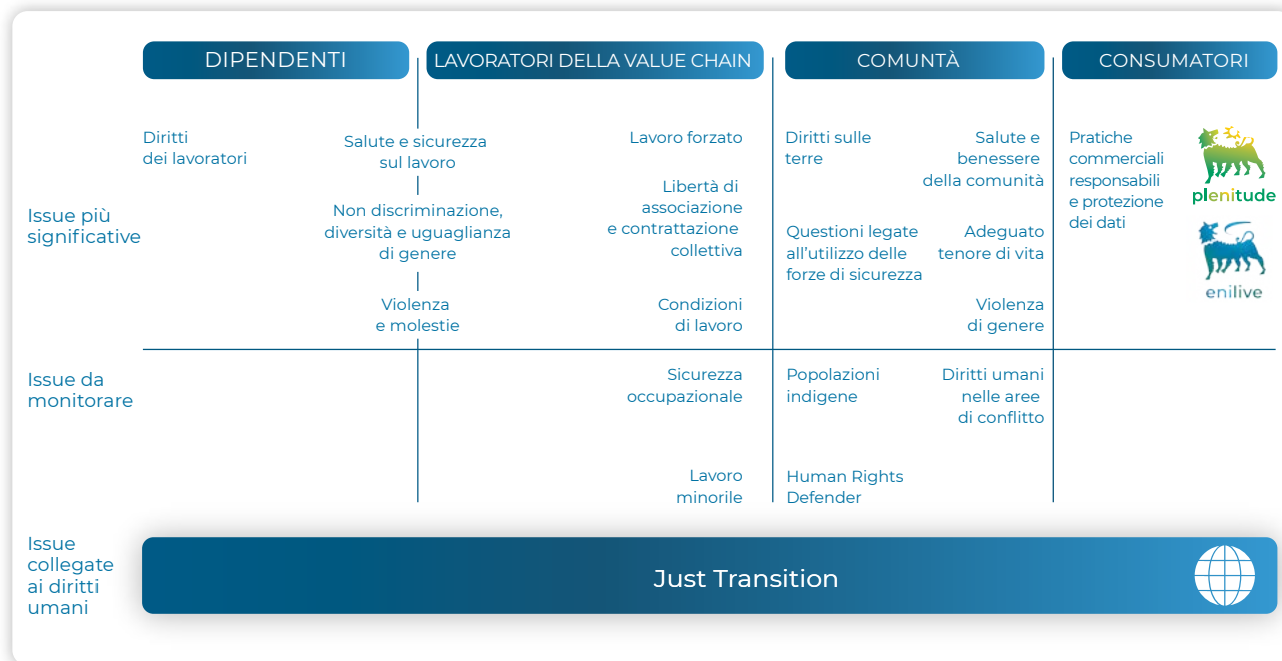 DIPENDENTI
LAVORATORI DELLA VALUE CHAIN
COMUNTÀ
CONSUMATORI
Issue più
significative
Diritti
dei lavoratori
Salute e sicurezza
sul lavoro
Non discriminazione,
diversità e uguaglianza
di genere
Violenza
e molestie
Lavoro forzato
Libertà di
associazione
e contrattazione
collettiva
Condizioni
di lavoro
Diritti sulle
terre
Questioni legate
all'utilizzo delle
forze di sicurezza
Salute e
benessere
della comunità
Adeguato
tenore di vita
Violenza
di genere
Pratiche
commerciali
responsabili
e protezione
dei dati
plenitude
enilive
Issue da
monitorare
Sicurezza
occupazionale
Lavoro
minorile
Popolazioni
indigene
Human Rights
Defender
Diritti umani
nelle aree
di conflitto
Issue
collegate
ai diritti
umani
Just Transition